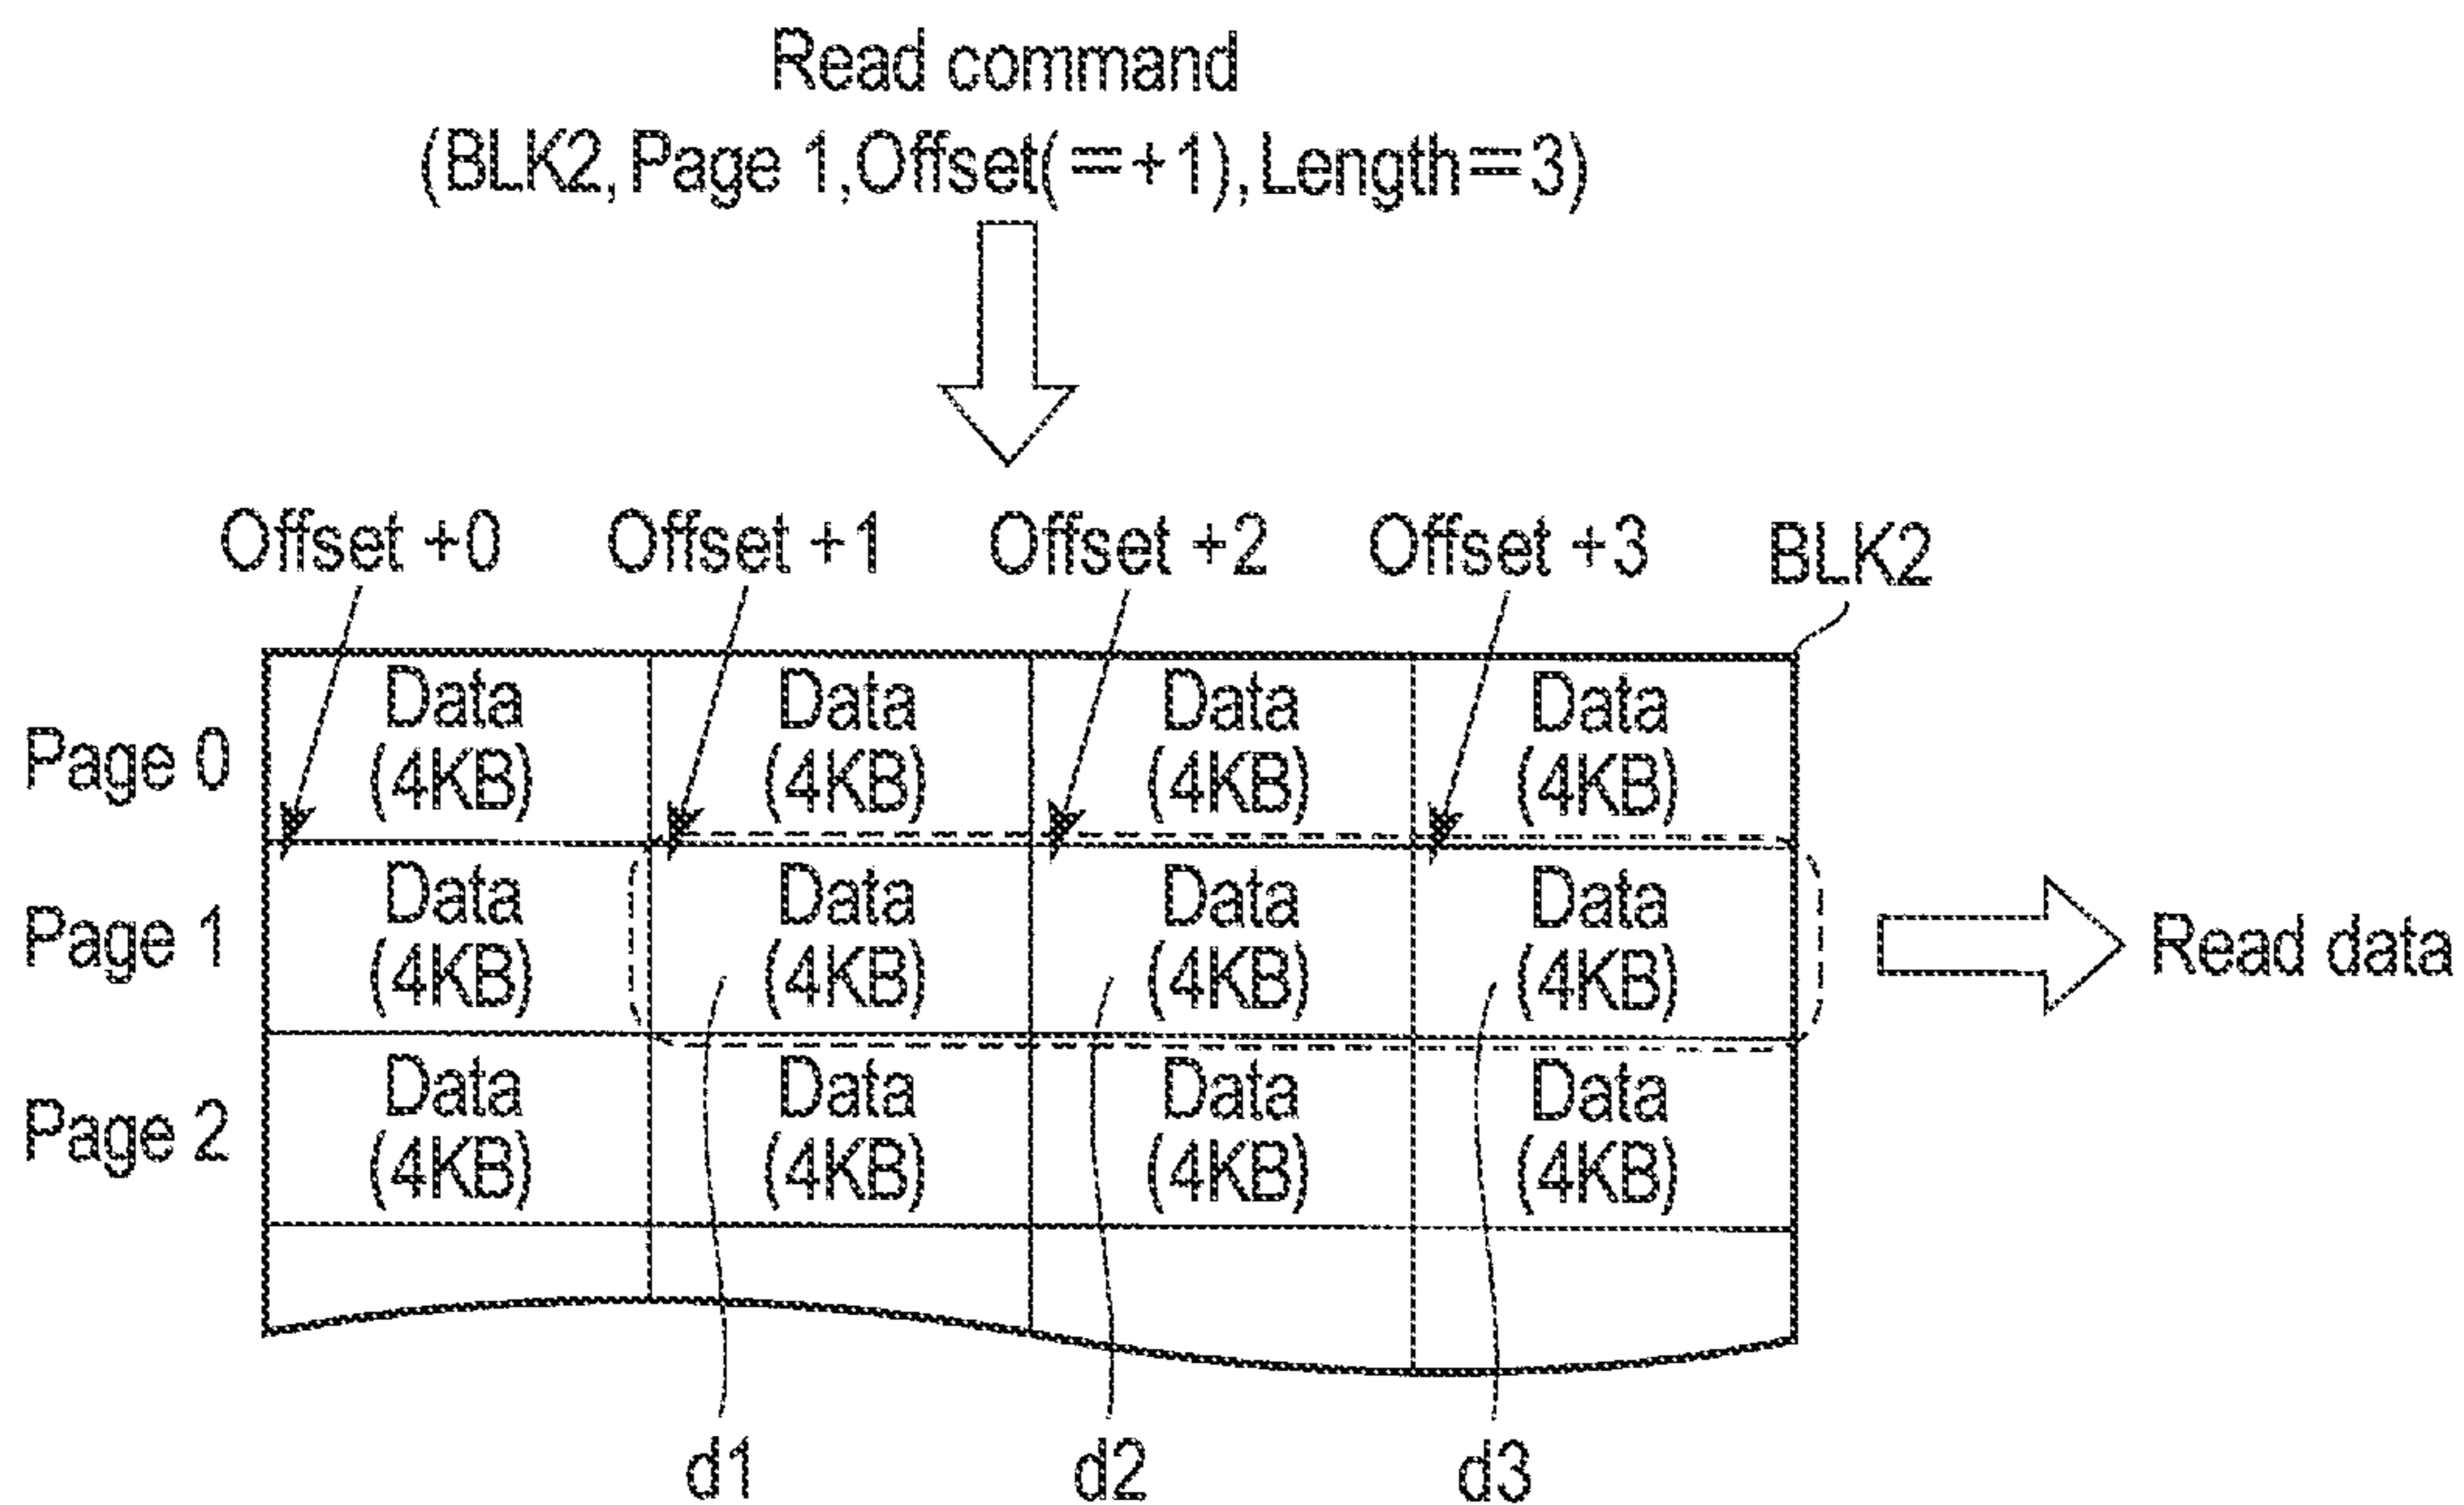 Read command
(BLK2, Page 1, Offset(=+1), Length=3)
Offset +0 Offset +1 Offset +2 Offset +3 BLK2
Page 0
Data Data Data Data
(4KB) (4KB) (4KB) (4KB)
Page 1
Data Data Data Data
(4KB) (4KB) (4KB) (4KB)
Read data
Page 2
Data Data Data Data
(4KB) (4KB) (4KB) (4KB)
d1 d2 d3